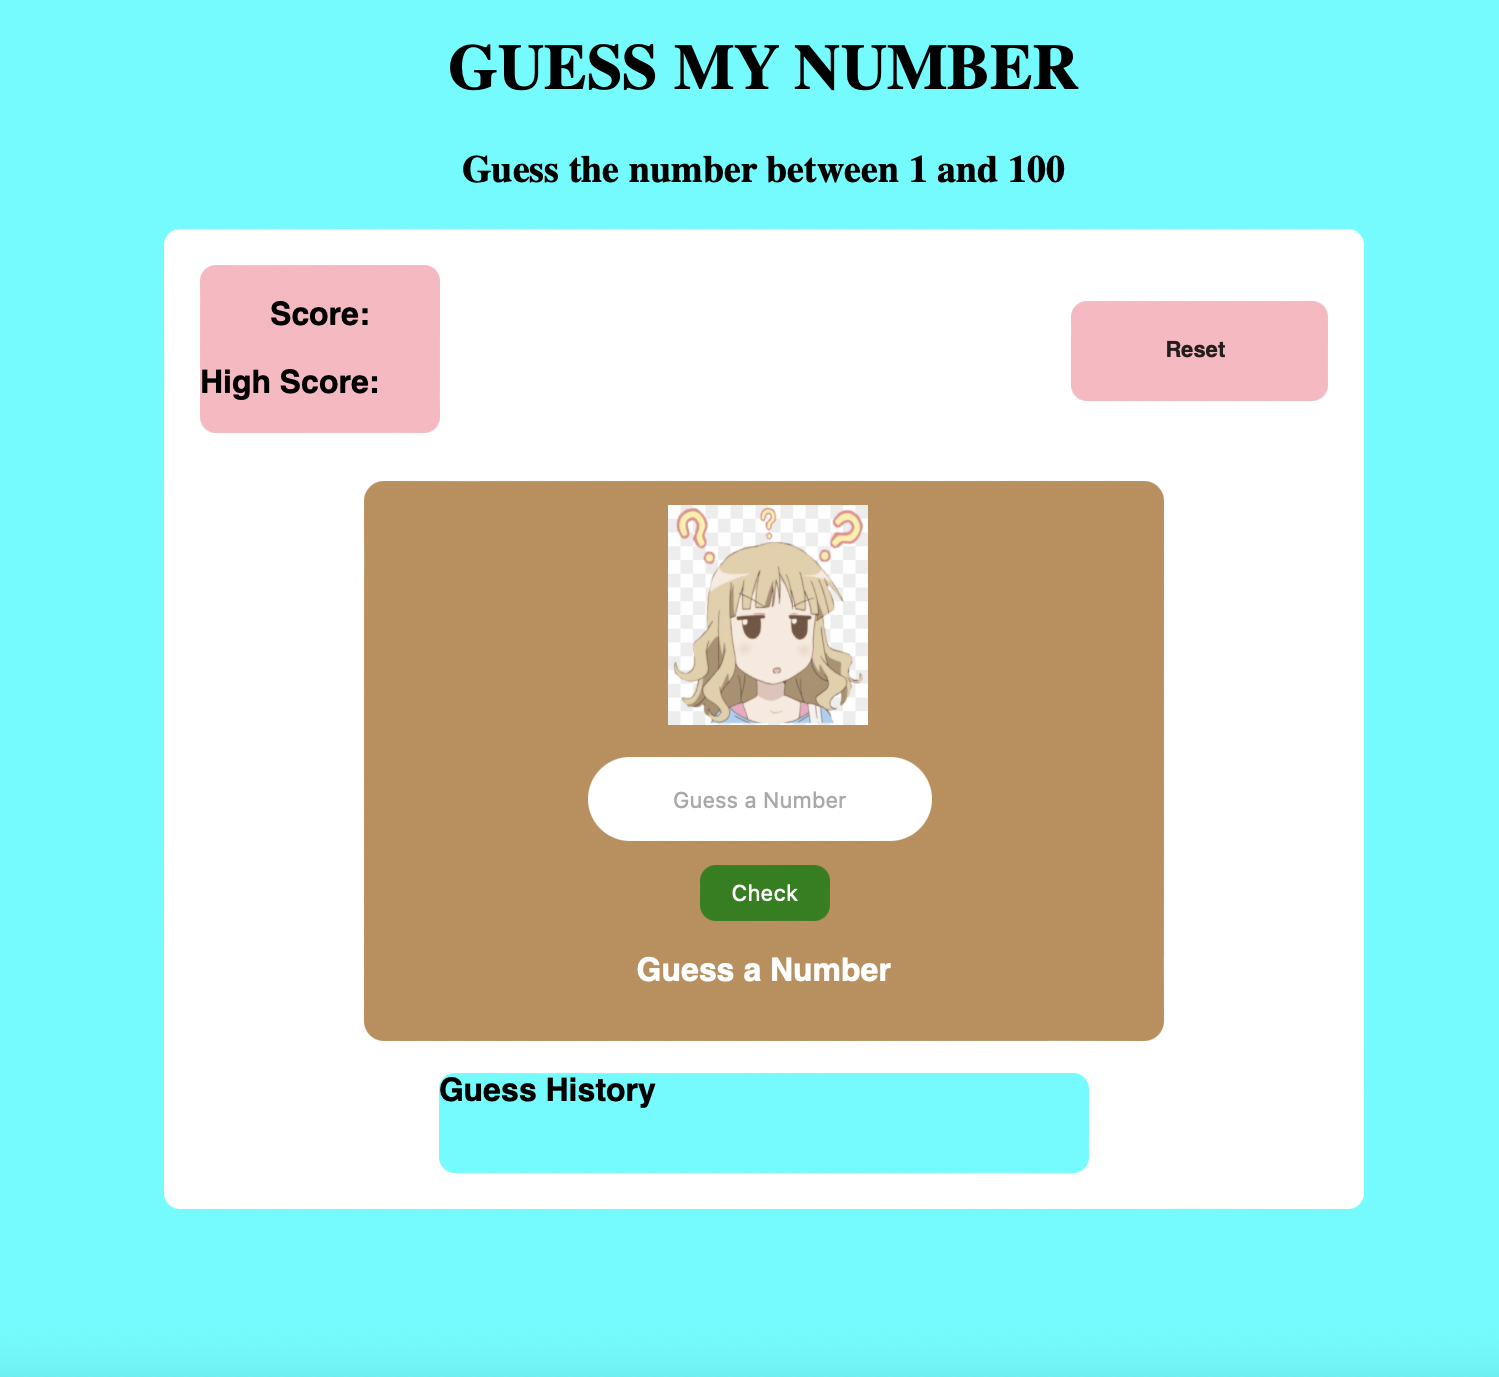 GUESS MY NUMBER
Guess the number between 1 and 100
Score:
High Score:
Reset
? ? ?
Guess a Number
Check
Guess a Number
Guess History